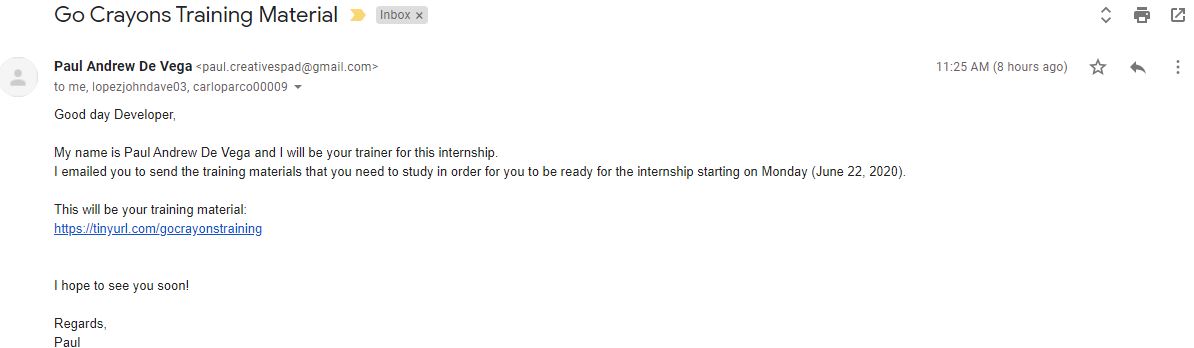 Go Crayons Training Material Inbox ×
Paul Andrew De Vega <paul.creativespad@gmail.com> 11:25 AM (8 hours ago)
to me, lopezjohndave03, carloparco00009
Good day Developer,
My name is Paul Andrew De Vega and I will be your trainer for this internship.
I emailed you to send the training materials that you need to study in order for you to be ready for the internship starting on Monday (June 22, 2020).
This will be your training material:
https://tinyurl.com/gocrayonstraining
I hope to see you soon!
Regards,
Paul